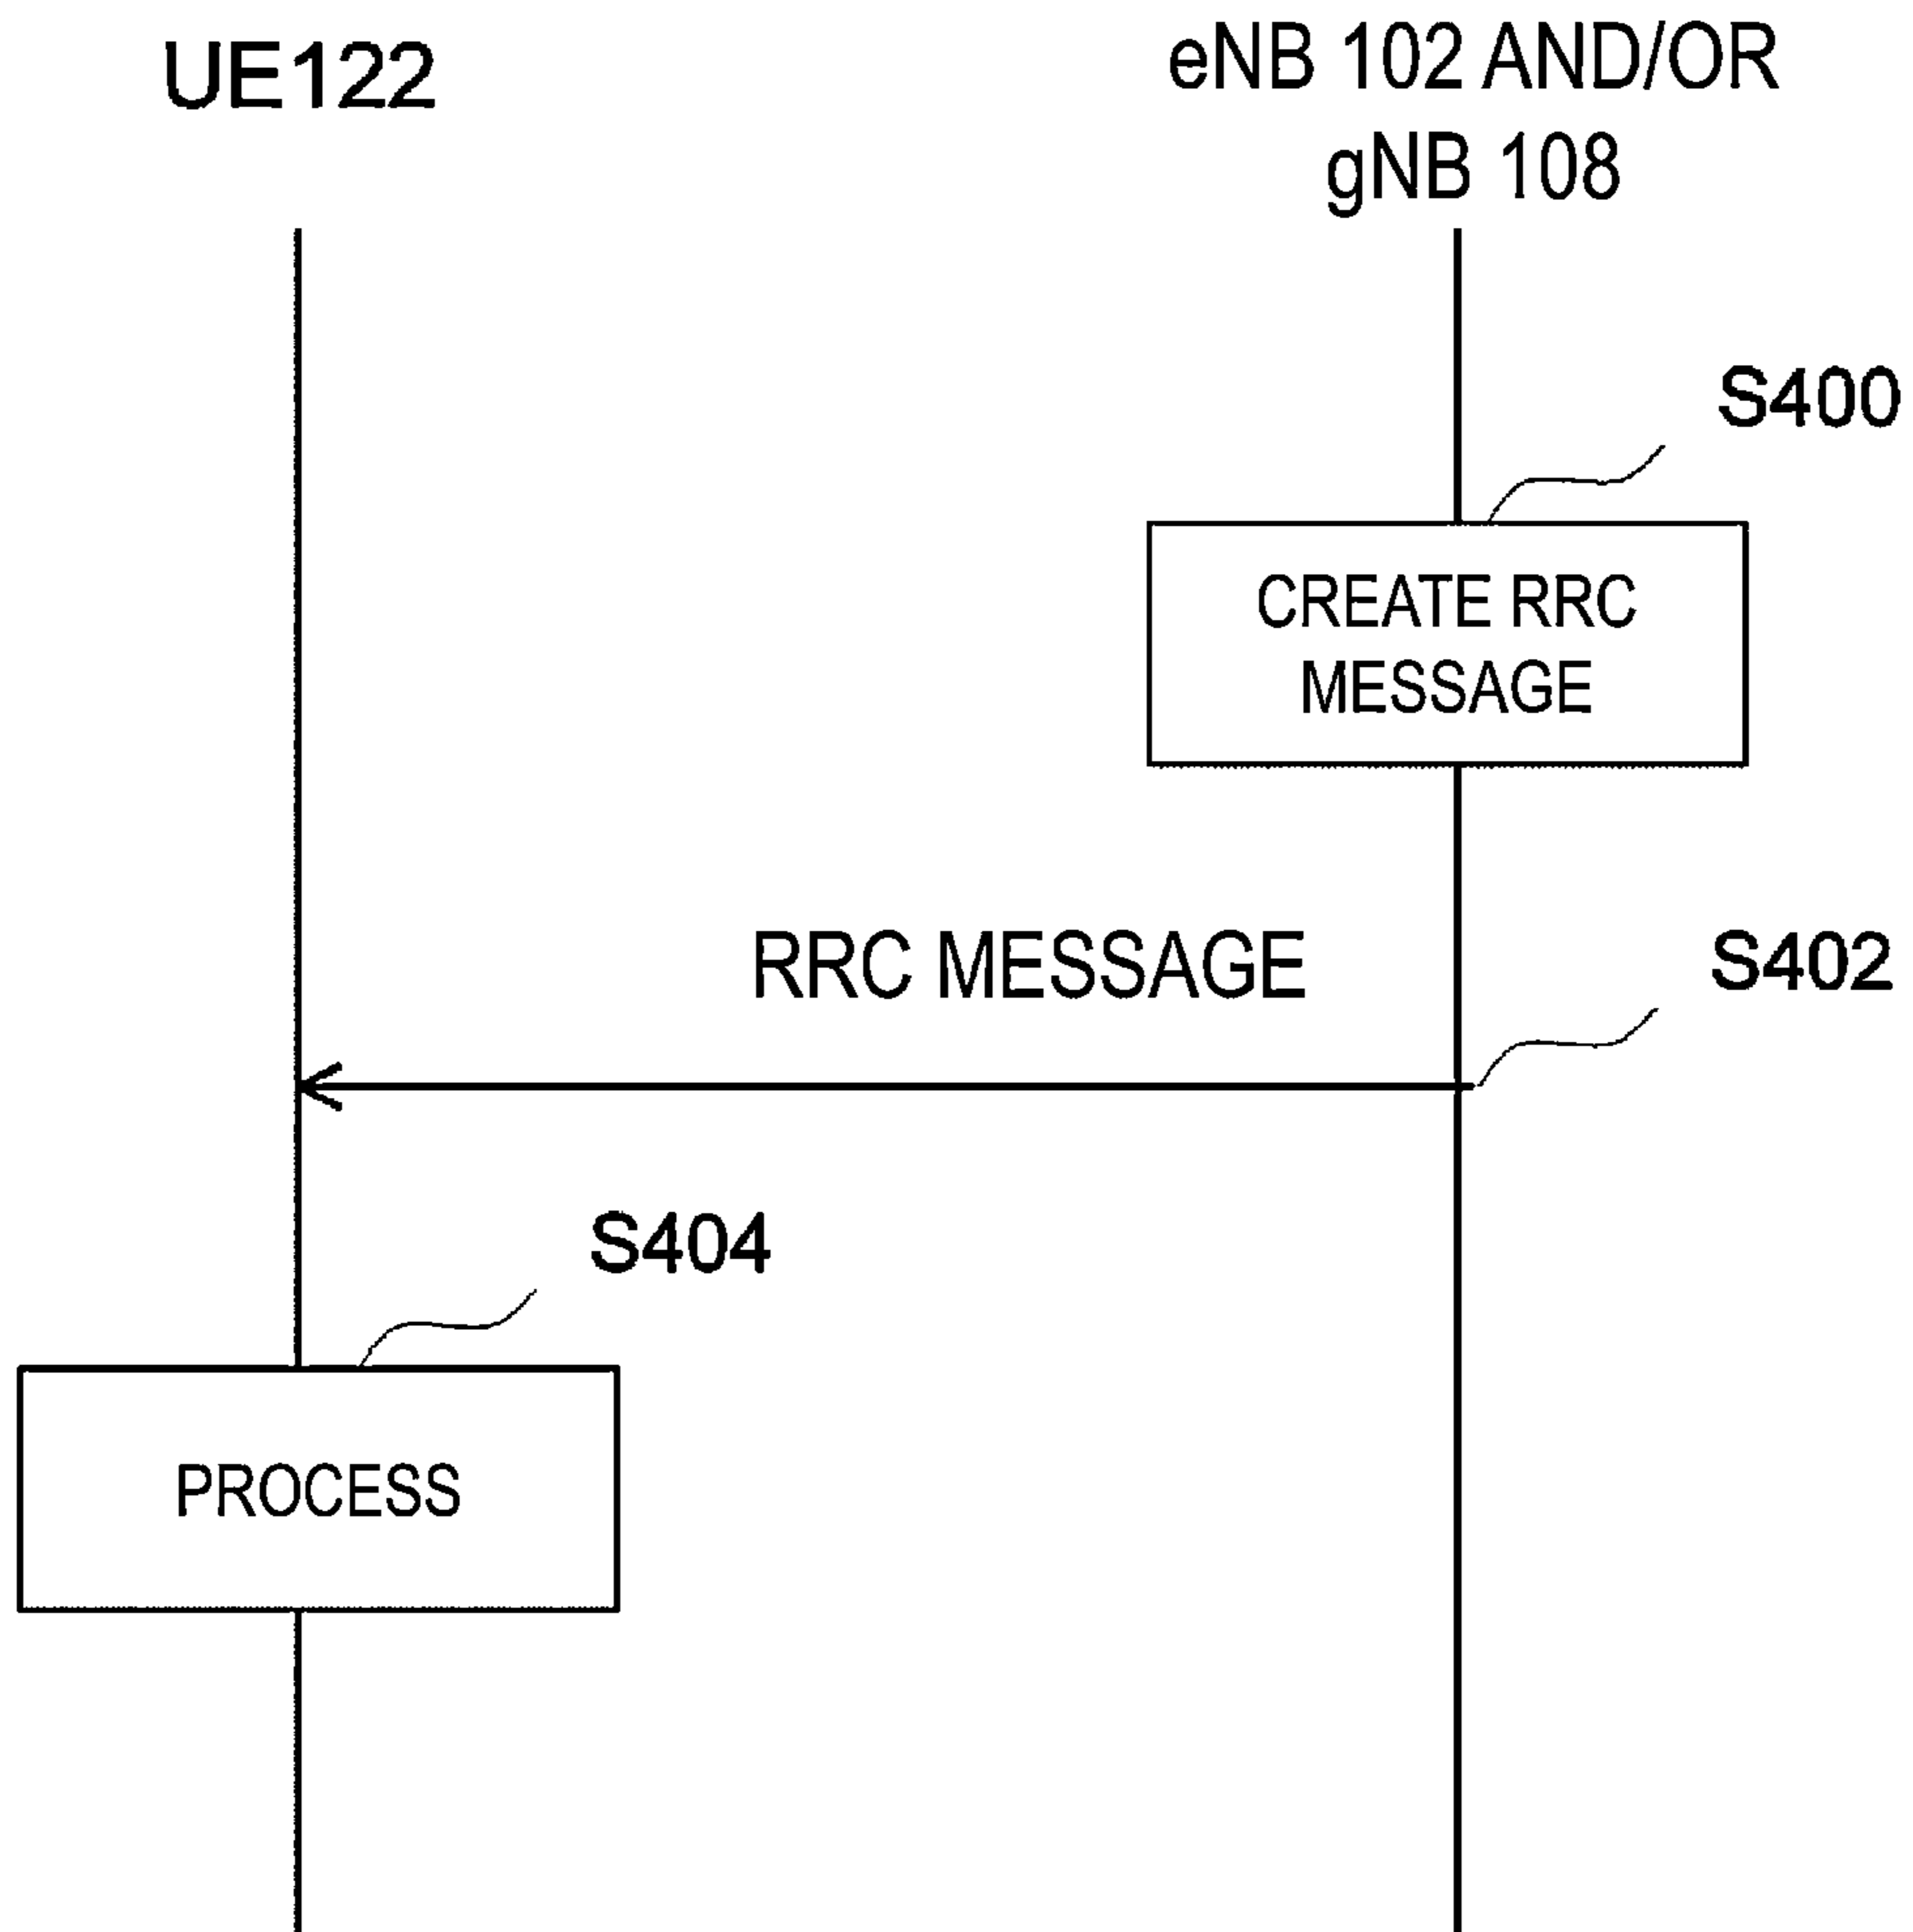 UE122
eNB 102 AND/OR
gNB 108
S400
CREATE RRC
MESSAGE
RRC MESSAGE
S402
S404
PROCESS